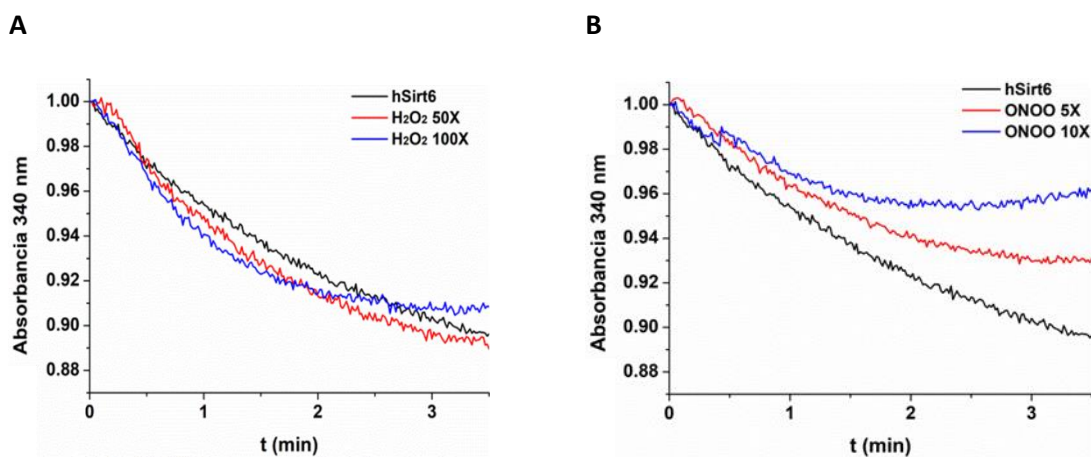 A
B
hSirt6
H₂O₂ 50X
H₂O₂ 100X
hSirt6
ONOO 5X
ONOO 10X
1.00
0.98
0.96
0.94
0.92
0.90
0.88
Absorbancia 340 nm
0
1
2
3
t (min)
1.00
0.98
0.96
0.94
0.92
0.90
0.88
Absorbancia 340 nm
0
1
2
3
t (min)